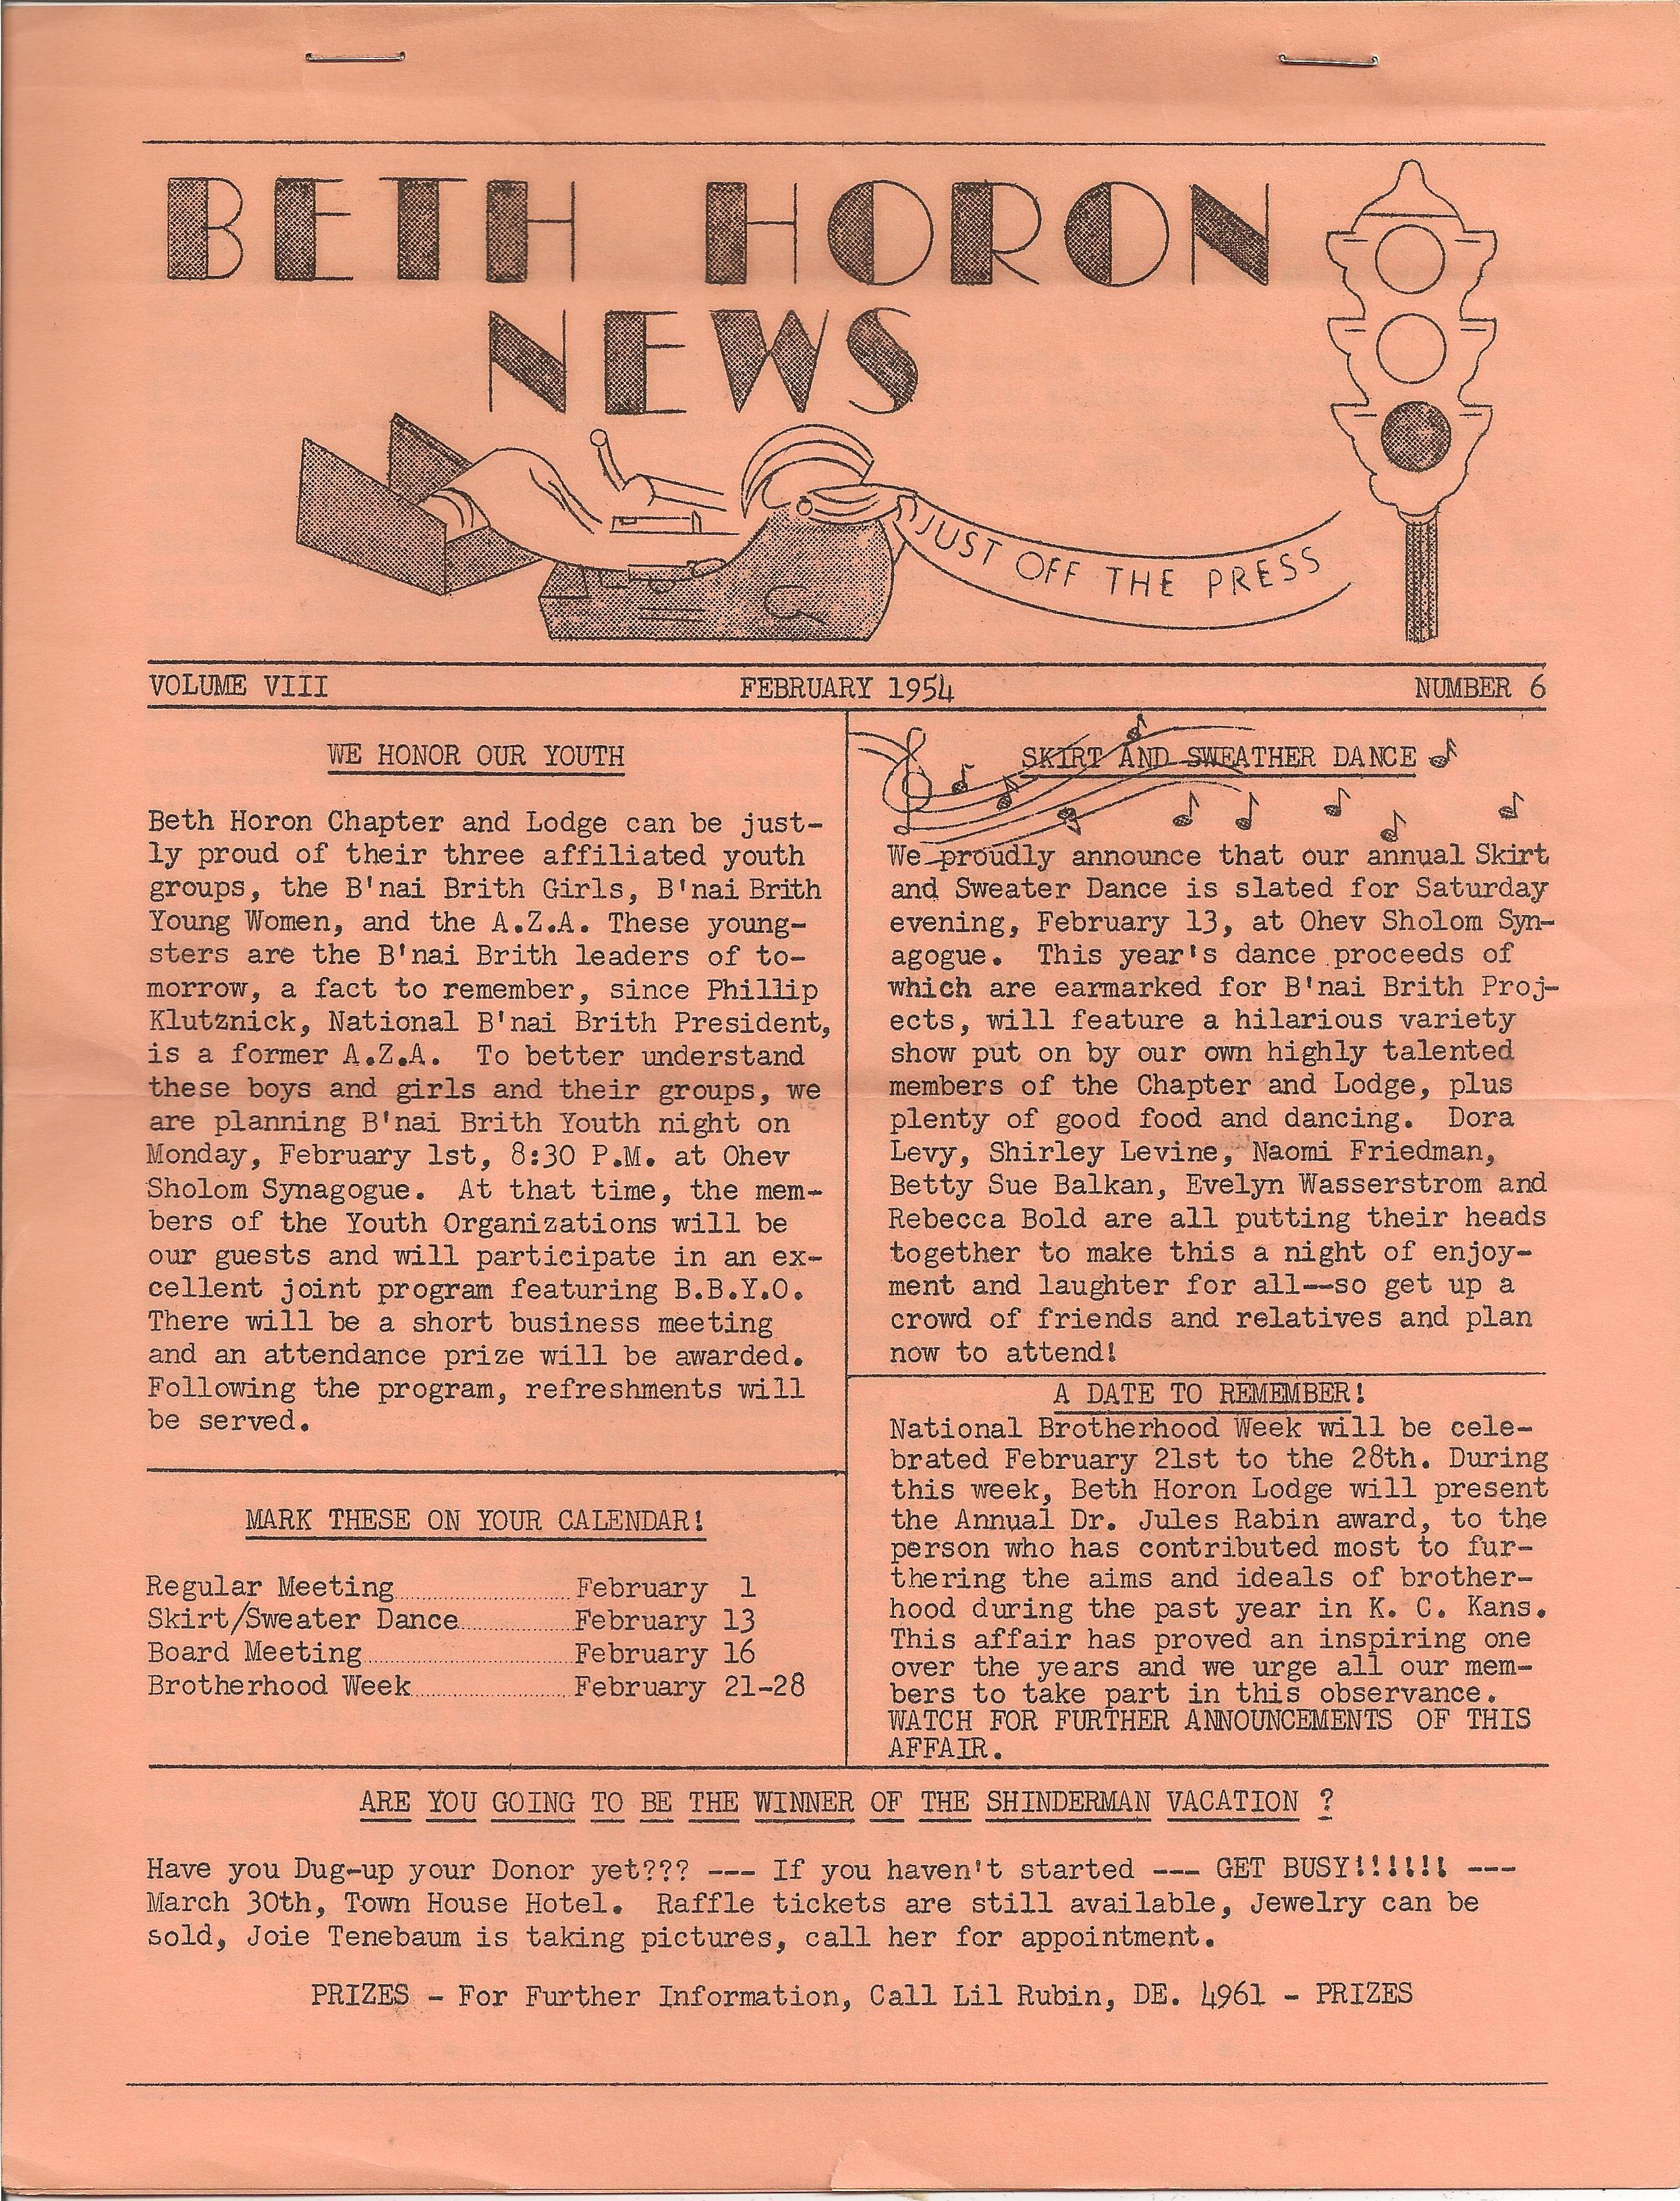 BETH HORON
NEWS
JUST OFF THE PRESS
VOLUME VIII FEBRUARY 1954 NUMBER 6
WE HONOR OUR YOUTH
Beth Horon Chapter and Lodge can be just-
ly proud of their three affiliated youth
groups, the B'nai Brith Girls, B'nai Brith
Young Women, and the A.Z.A. These young-
sters are the B'nai Brith leaders of to-
morrow, a fact to remember, since Phillip
Klutznick, National B'nai Brith President,
is a former A.Z.A. To better understand
these boys and girls and their groups, we
are planning B'nai Brith Youth night on
Monday, February 1st, 8:30 P.M. at Ohev
Sholom Synagogue. At that time, the mem-
bers of the Youth Organizations will be
our guests and will participate in an ex-
cellent joint program featuring B.B.Y.O.
There will be a short business meeting
and an attendance prize will be awarded.
Following the program, refreshments will
be served.
MARK THESE ON YOUR CALENDAR!
Regular Meeting..........February 1
Skirt/Sweater Dance..........February 13
Board Meeting..........February 16
Brotherhood Week..........February 21-28
SKIRT AND SWEATHER DANCE
We proudly announce that our annual Skirt
and Sweater Dance is slated for Saturday
evening, February 13, at Ohev Sholom Syn-
agogue. This year's dance proceeds of
which are earmarked for B'nai Brith Proj-
ects, will feature a hilarious variety
show put on by our own highly talented
members of the Chapter and Lodge, plus
plenty of good food and dancing. Dora
Levy, Shirley Levine, Naomi Friedman,
Betty Sue Balkan, Evelyn Wasserstrom and
Rebecca Bold are all putting their heads
together to make this a night of enjoy-
ment and laughter for all--so get up a
crowd of friends and relatives and plan
now to attend!
A DATE TO REMEMBER!
National Brotherhood Week will be cele-
brated February 21st to the 28th. During
this week, Beth Horon Lodge will present
the Annual Dr. Jules Rabin award, to the
person who has contributed most to fur-
thering the aims and ideals of brother-
hood during the past year in K. C. Kans.
This affair has proved an inspiring one
over the years and we urge all our mem-
bers to take part in this observance.
WATCH FOR FURTHER ANNOUNCEMENTS OF THIS
AFFAIR.
ARE YOU GOING TO BE THE WINNER OF THE SHINDERMAN VACATION ?
Have you Dug-up your Donor yet??? --- If you haven't started --- GET BUSY!!!!!!! ---
March 30th, Town House Hotel. Raffle tickets are still available, Jewelry can be
sold, Joie Tenebaum is taking pictures, call her for appointment.
PRIZES - For Further Information, Call Lil Rubin, DE. 4961 - PRIZES